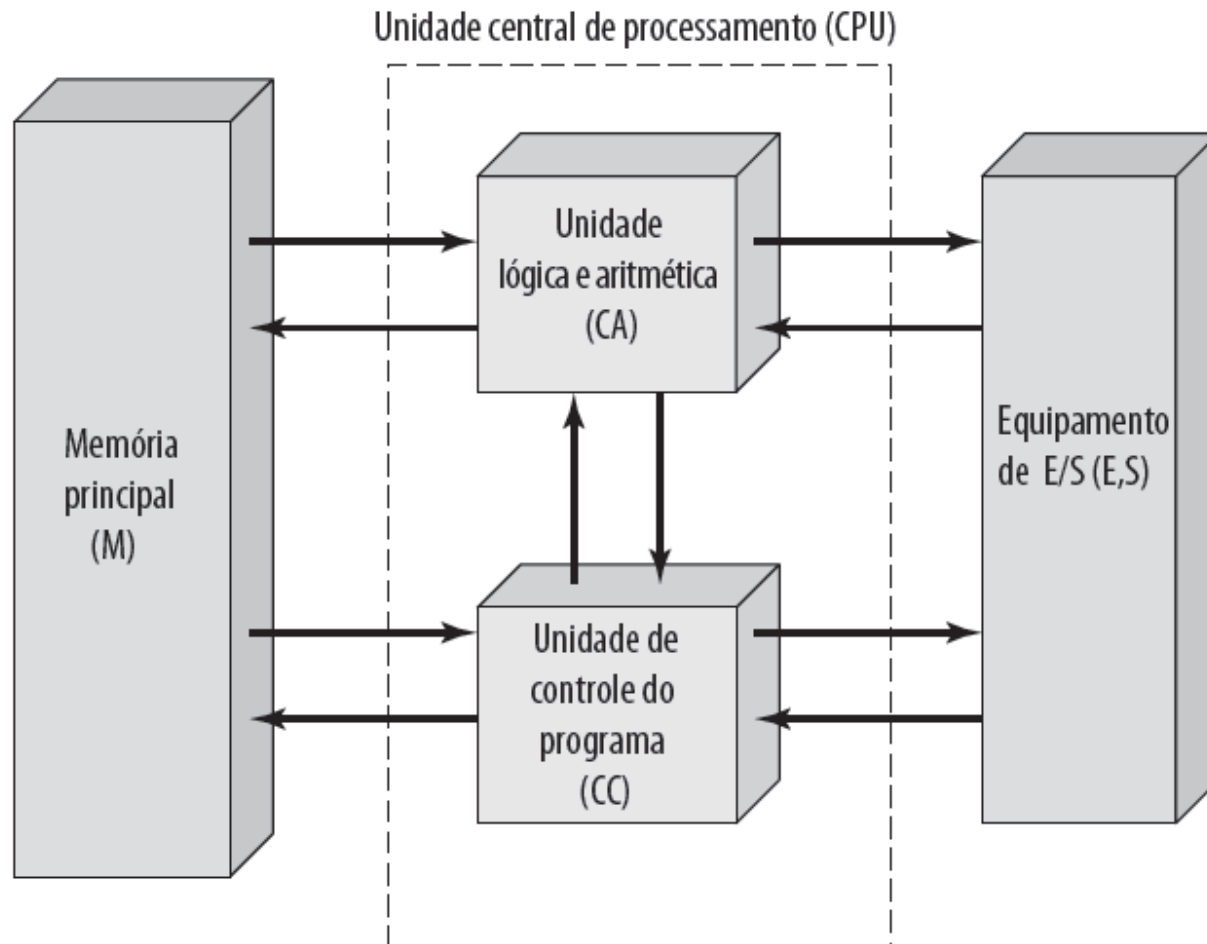 Unidade central de processamento (CPU)
Memória
principal
(M)
Unidade
lógica e aritmética
(CA)
Unidade de
controle do
programa
(CC)
Equipamento
de E/S (E,S)